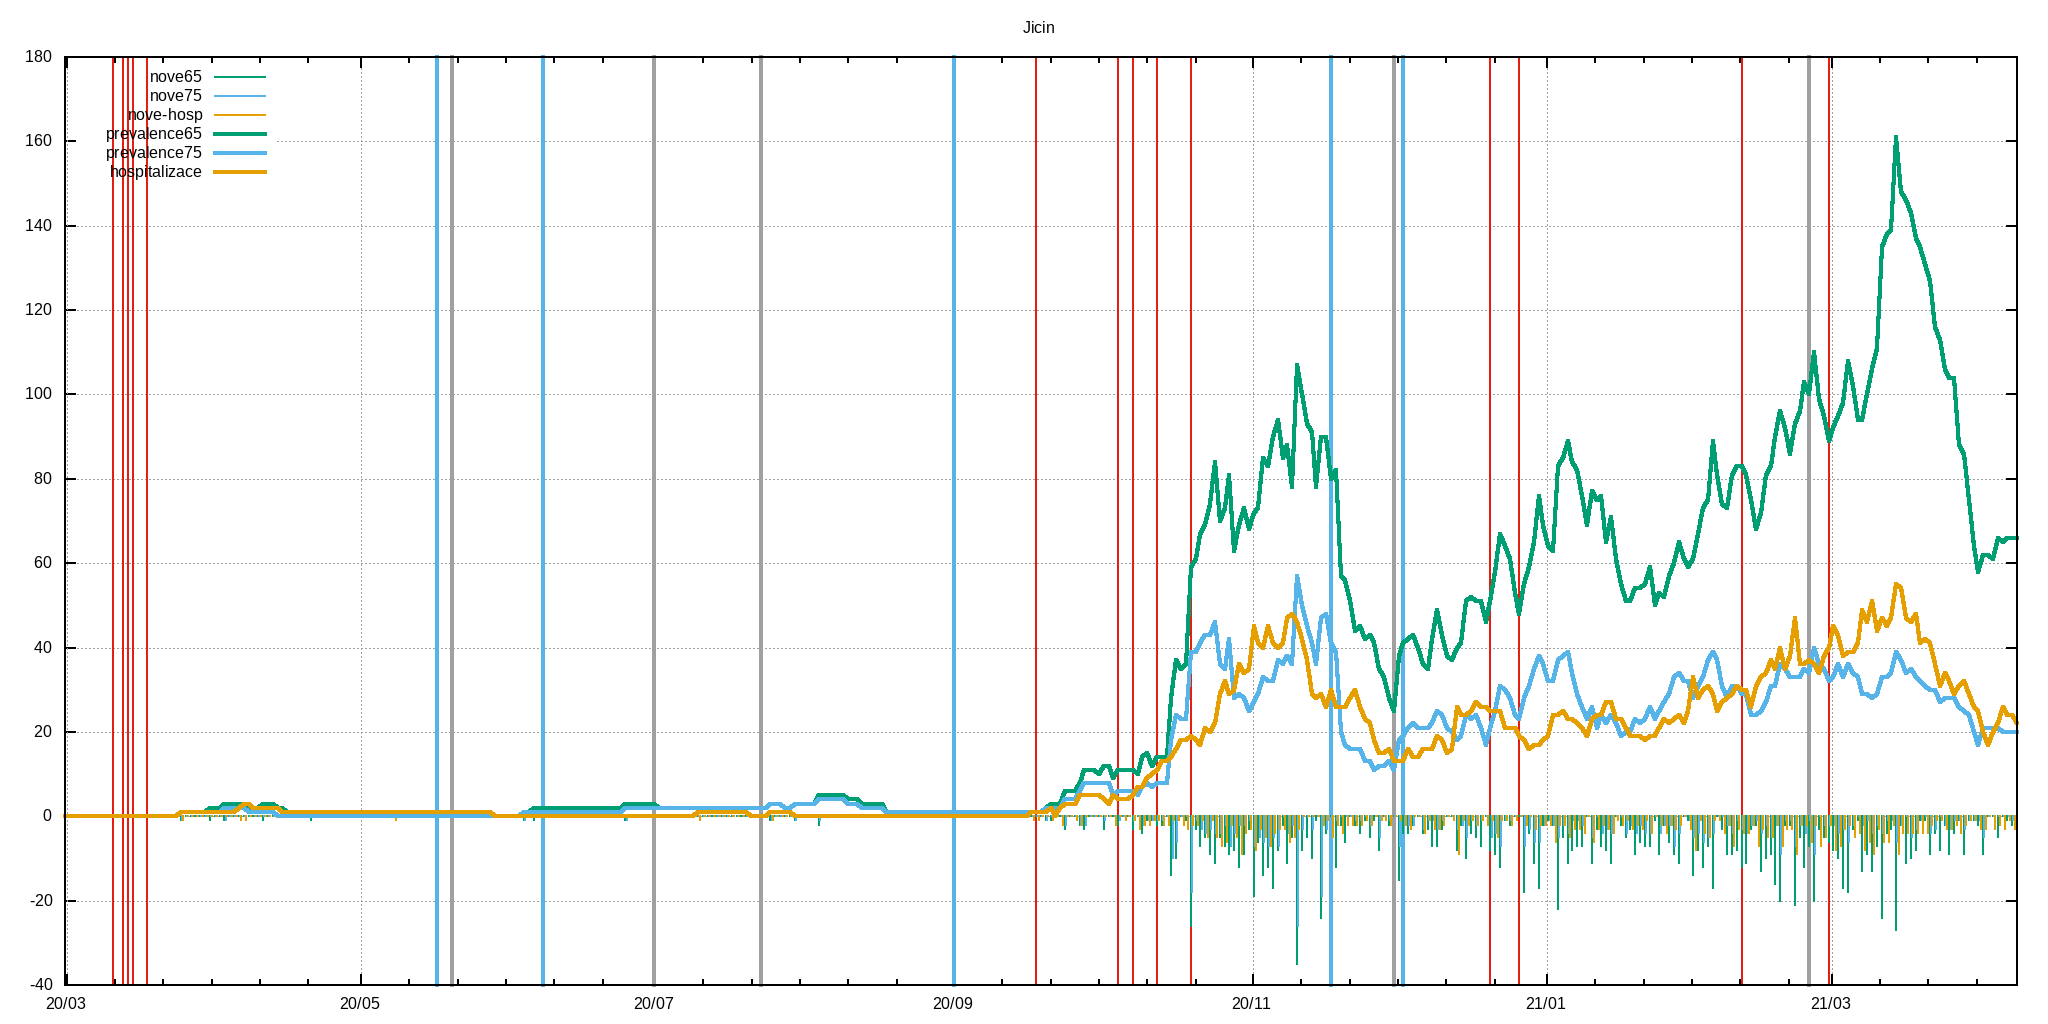 Jicin
180
160
140
120
100
80
60
40
20
0
-20
-40
nove65
nove75
nove-hosp
prevalence65
prevalence75
hospitalizace
20/03 20/05 20/07 20/09 20/11 21/01 21/03